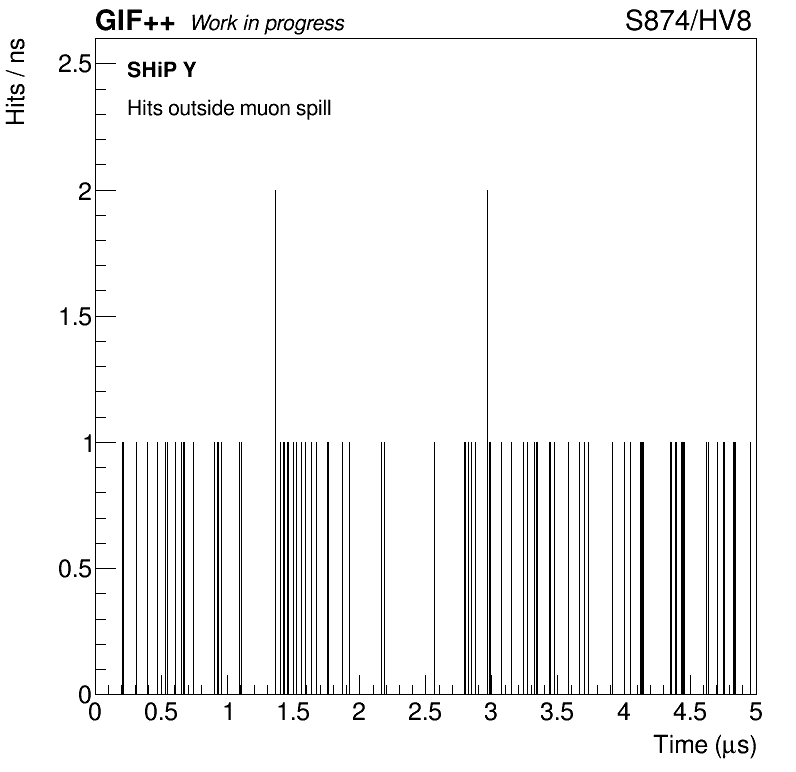 GIF++ Work in progress S874/HV8
Hits / ns
SHiP Y
Hits outside muon spill
2.5
2
1.5
1
0.5
0
0 0.5 1 1.5 2 2.5 3 3.5 4 4.5 5
Time (μs)